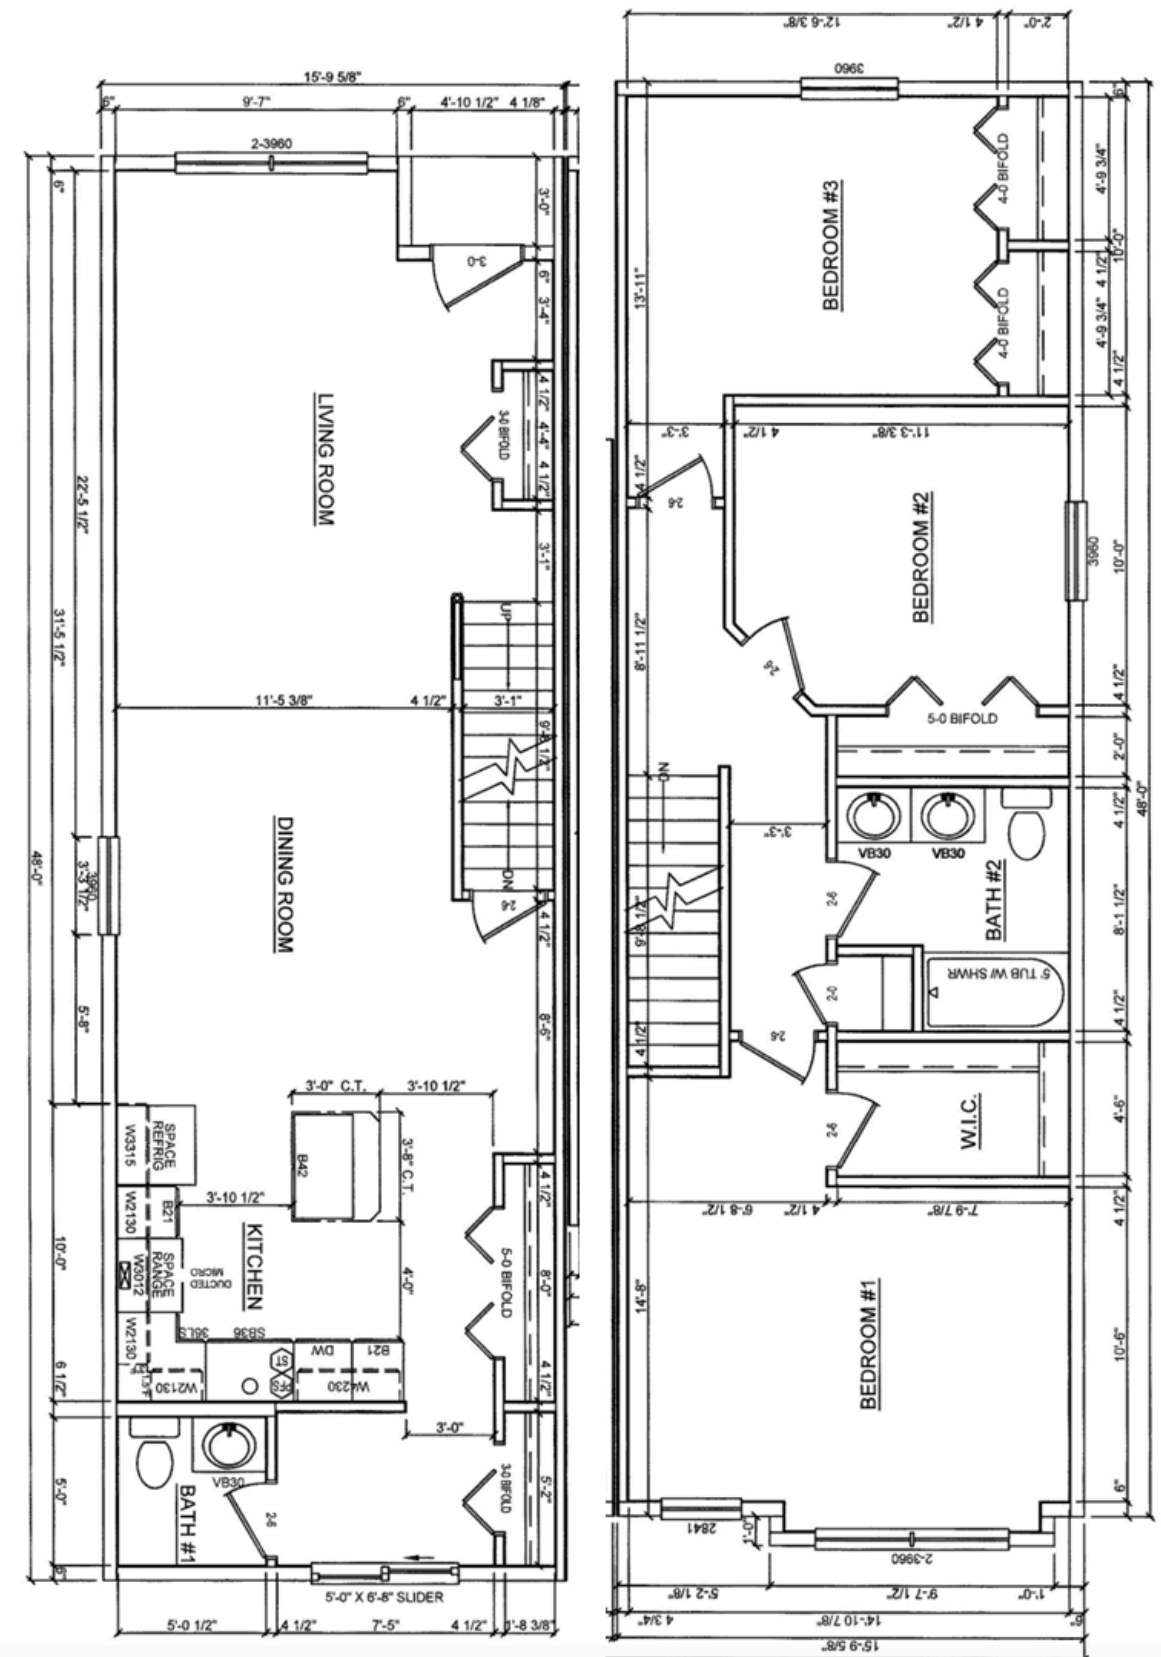 15'-9 5/8"
6"
9'-7"
6"
4'-10 1/2"
4 1/8"
2-3960
6"
3'-0"
3-0
6"
3'-4"
4 1/2"
4'-4"
4 1/2"
3-0 BIFOLD
LIVING ROOM
22'-5 1/2"
3'-1"
31'-5 1/2"
UP
11'-5 3/8"
4 1/2"
3'-1"
9'-8 1/2"
48'-0"
3'-3 1/2"
3960
DINING ROOM
DN
2-6
4 1/2"
5'-8"
8'-6"
3'-0" C.T.
3'-10 1/2"
W3315
SPACE
REFRIG
B42
3'-8" C.T.
4 1/2"
3'-10 1/2"
W2130
B21
10'-0"
KITCHEN
W3012
SPACE
RANGE
DUCTED
MICRO
4'-0"
5-0 BIFOLD
8'-0"
W2130
36LS
SB36
DW
B21
ST
W2130
W4230
6 1/2"
4 1/2"
3'-0"
5'-0"
VB30
BATH #1
2-6
3-0 BIFOLD
5'-2"
6"
5'-0" X 6'-8" SLIDER
5'-0 1/2"
4 1/2"
7'-5"
4 1/2"
1'-8 3/8"
12'-6 3/8"
4 1/2"
2'-0"
3960
6"
BEDROOM #3
4-0 BIFOLD
4'-9 3/4"
10'-0"
13'-11"
4 1/2"
4-0 BIFOLD
4'-9 3/4"
4 1/2"
3'-3"
4 1/2"
11'-3 3/8"
4 1/2"
2-6
BEDROOM #2
3960
10'-0"
8'-11 1/2"
2-6
4 1/2"
5-0 BIFOLD
2'-0"
DN
48'-0"
4 1/2"
3'-3"
VB30
VB30
2-6
BATH #2
8'-1 1/2"
9'-8 1/2"
5' TUB W/ SHWR
2-0
4 1/2"
4 1/2"
2-6
2-6
W.I.C.
4'-6"
6'-8 1/2"
4 1/2"
7'-9 7/8"
4 1/2"
14'-8"
BEDROOM #1
10'-6"
6"
2841
1'-0"
2-3960
5'-2 1/8"
9'-7 1/2"
1'-0"
4 3/4"
14'-10 7/8"
6"
15'-9 5/8"